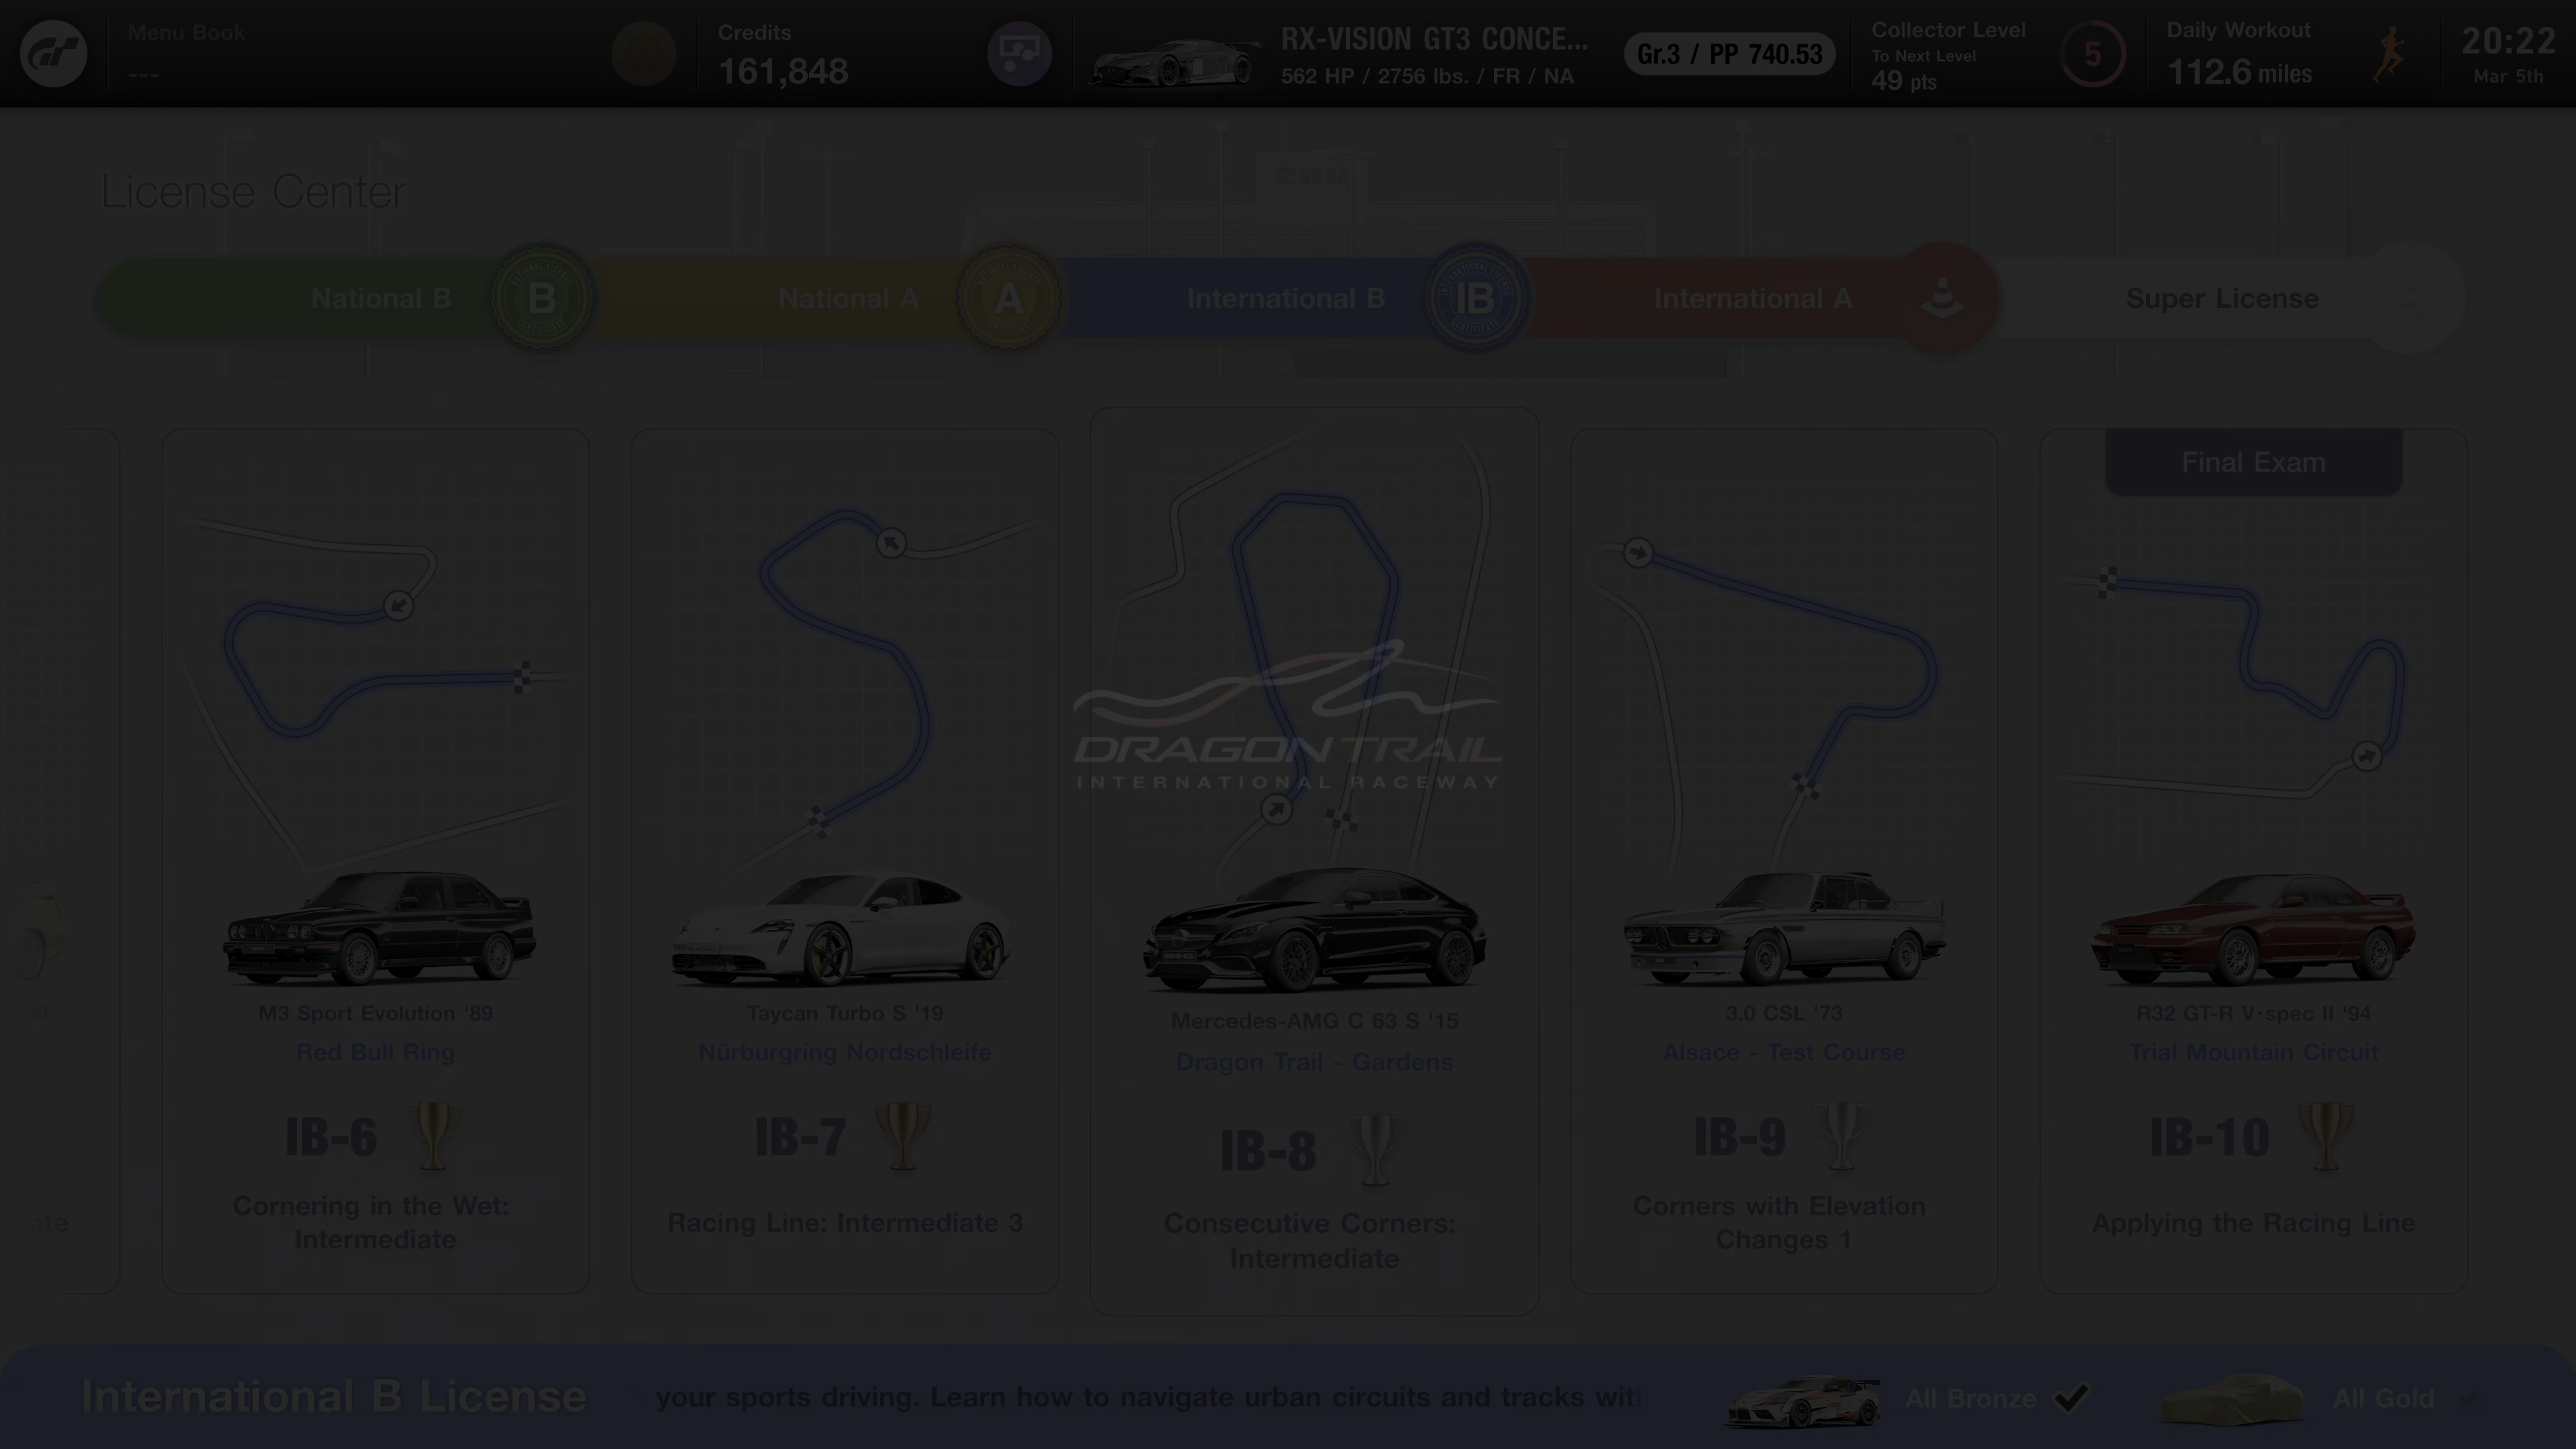 Menu Book
---
Credits
161,848
RX-VISION GT3 CONCE...
562 HP / 2756 lbs. / FR / NA
Gr.3 / PP 740.53
Collector Level
To Next Level
49 pts
5
Daily Workout
112.6 miles
20:22
Mar 5th
License Center
National B
B
National A
A
International B
IB
International A
Super License
Final Exam
DRAGON TRAIL
INTERNATIONAL RACEWAY
M3 Sport Evolution '89
Red Bull Ring
IB-6
Cornering in the Wet:
Intermediate
Taycan Turbo S '19
Nürburgring Nordschleife
IB-7
Racing Line: Intermediate 3
Mercedes-AMG C 63 S '15
Dragon Trail - Gardens
IB-8
Consecutive Corners:
Intermediate
3.0 CSL '73
Alsace - Test Course
IB-9
Corners with Elevation
Changes 1
R32 GT-R V·spec II '94
Trial Mountain Circuit
IB-10
Applying the Racing Line
International B License
your sports driving. Learn how to navigate urban circuits and tracks with
All Bronze
All Gold